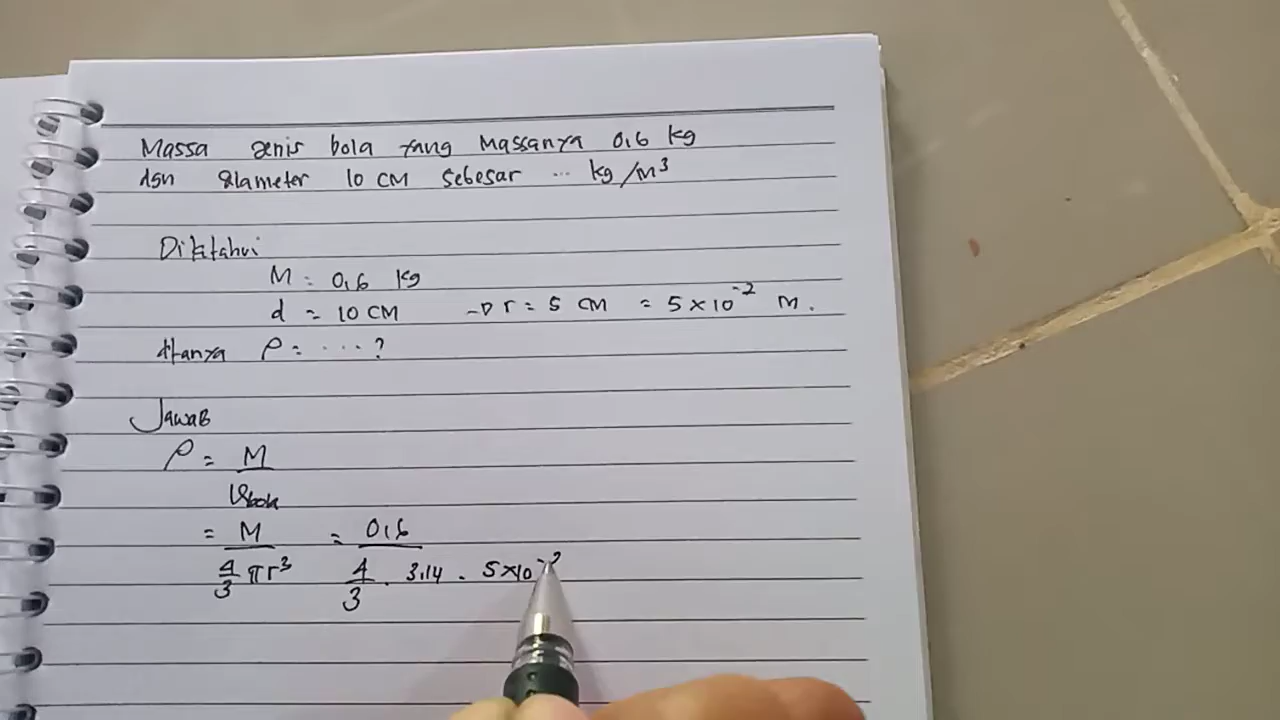 Massa Jenis bola yang Massanya 0,6 kg
dgn diameter 10 CM sebesar ... kg/m³
Diketahui
M = 0,6 kg
d = 10 CM → r = 5 CM = 5 × 10⁻² M.
ditanya ρ = ....?
Jawab
ρ = M / Vbola
= M / 4/3 πr³ = 0,6 / 4/3 . 3,14 . 5×10⁻²